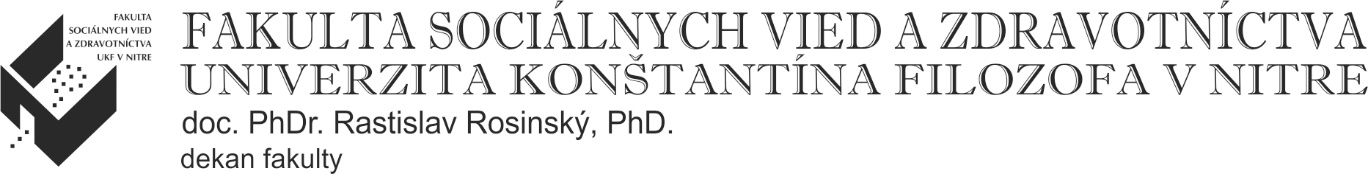 FAKULTA
SOCIÁLNYCH VIED
A ZDRAVOTNÍCTVA
UKF V NITRE
FAKULTA SOCIÁLNYCH VIED A ZDRAVOTNÍCTVA
UNIVERZITA KONŠTANTÍNA FILOZOFA V NITRE
doc. PhDr. Rastislav Rosinský, PhD.
dekan fakulty